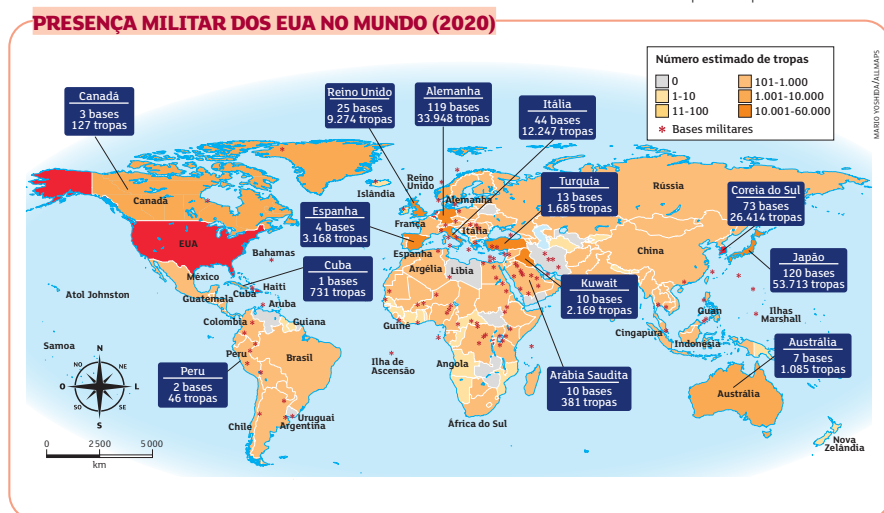 PRESENÇA MILITAR DOS EUA NO MUNDO (2020)
Número estimado de tropas
0
1-10
11-100
101-1.000
1.001-10.000
10.001-60.000
* Bases militares
MARIO YOSHIDA/ALLMAPS
Canadá
3 bases
127 tropas
Reino Unido
25 bases
9.274 tropas
Alemanha
119 bases
33.948 tropas
Itália
44 bases
12.247 tropas
Turquia
13 bases
1.685 tropas
Coreia do Sul
73 bases
26.414 tropas
Espanha
4 bases
3.168 tropas
Cuba
1 bases
731 tropas
Kuwait
10 bases
2.169 tropas
Japão
120 bases
53.713 tropas
Peru
2 bases
46 tropas
Arábia Saudita
10 bases
381 tropas
Austrália
7 bases
1.085 tropas
Canadá
EUA
México
Guatemala
Bahamas
Cuba
Haiti
Aruba
Colombia
Guiana
Peru
Brasil
Chile
Uruguai
Argentina
Atol Johnston
Samoa
Islândia
Reino
Unido
Alemanha
França
Itália
Espanha
Argélia
Líbia
Guiné
Ilha de
Ascensão
Angola
África do Sul
Rússia
China
Guan
Ilhas
Marshall
Cingapura
Indonésia
Austrália
Nova
Zelândia
N
NE
L
SE
S
SO
O
NO
0
2 500
5 000
km